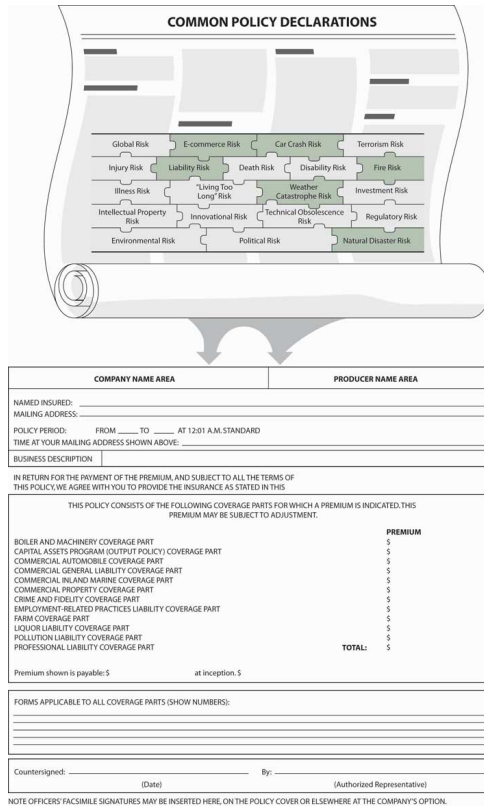 COMMON POLICY DECLARATIONS
Global Risk
E-commerce Risk
Car Crash Risk
Terrorism Risk
Injury Risk
Liability Risk
Death Risk
Disability Risk
Fire Risk
Illness Risk
"Living Too
Long" Risk
Weather
Catastrophe Risk
Investment Risk
Intellectual Property
Risk
Innovational Risk
Technical Obsolescence
Risk
Regulatory Risk
Environmental Risk
Political Risk
Natural Disaster Risk
COMPANY NAME AREA
PRODUCER NAME AREA
NAMED INSURED:
MAILING ADDRESS:
POLICY PERIOD: FROM TO AT 12:01 A.M. STANDARD
TIME AT YOUR MAILING ADDRESS SHOWN ABOVE:
BUSINESS DESCRIPTION
IN RETURN FOR THE PAYMENT OF THE PREMIUM, AND SUBJECT TO ALL THE TERMS OF
THIS POLICY, WE AGREE WITH YOU TO PROVIDE THE INSURANCE AS STATED IN THIS
THIS POLICY CONSISTS OF THE FOLLOWING COVERAGE PARTS FOR WHICH A PREMIUM IS INDICATED. THIS
PREMIUM MAY BE SUBJECT TO ADJUSTMENT.
PREMIUM
BOILER AND MACHINERY COVERAGE PART $
CAPITAL ASSETS PROGRAM (OUTPUT POLICY) COVERAGE PART $
COMMERCIAL AUTOMOBILE COVERAGE PART $
COMMERCIAL GENERAL LIABILITY COVERAGE PART $
COMMERCIAL INLAND MARINE COVERAGE PART $
COMMERCIAL PROPERTY COVERAGE PART $
CRIME AND FIDELITY COVERAGE PART $
EMPLOYMENT-RELATED PRACTICES LIABILITY COVERAGE PART $
FARM COVERAGE PART $
LIQUOR LIABILITY COVERAGE PART $
POLLUTION LIABILITY COVERAGE PART $
PROFESSIONAL LIABILITY COVERAGE PART TOTAL: $
Premium shown is payable: $ at inception. $
FORMS APPLICABLE TO ALL COVERAGE PARTS (SHOW NUMBERS):
Countersigned: By:
(Date) (Authorized Representative)
NOTE OFFICERS' FACSIMILE SIGNATURES MAY BE INSERTED HERE, ON THE POLICY COVER OR ELSEWHERE AT THE COMPANY'S OPTION.